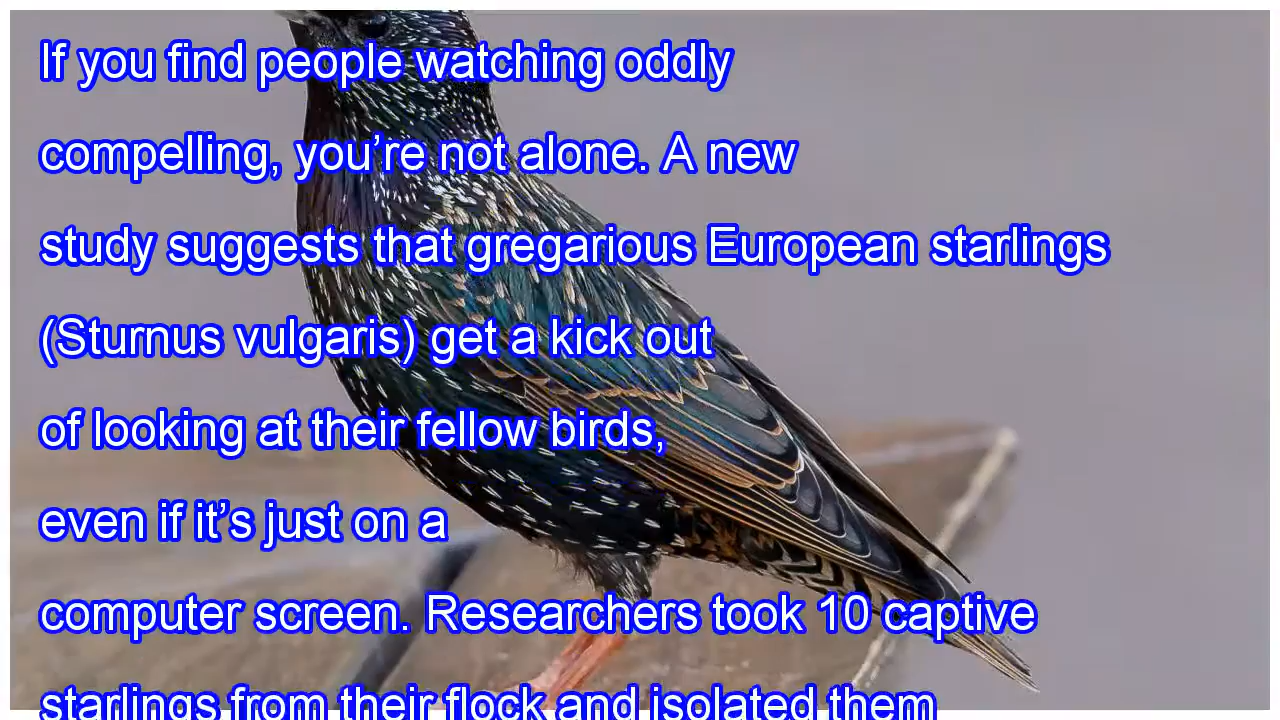 If you find people watching oddly
compelling, you’re not alone. A new
study suggests that gregarious European starlings
(Sturnus vulgaris) get a kick out
of looking at their fellow birds,
even if it’s just on a
computer screen. Researchers took 10 captive
starlings from their flock and isolated them